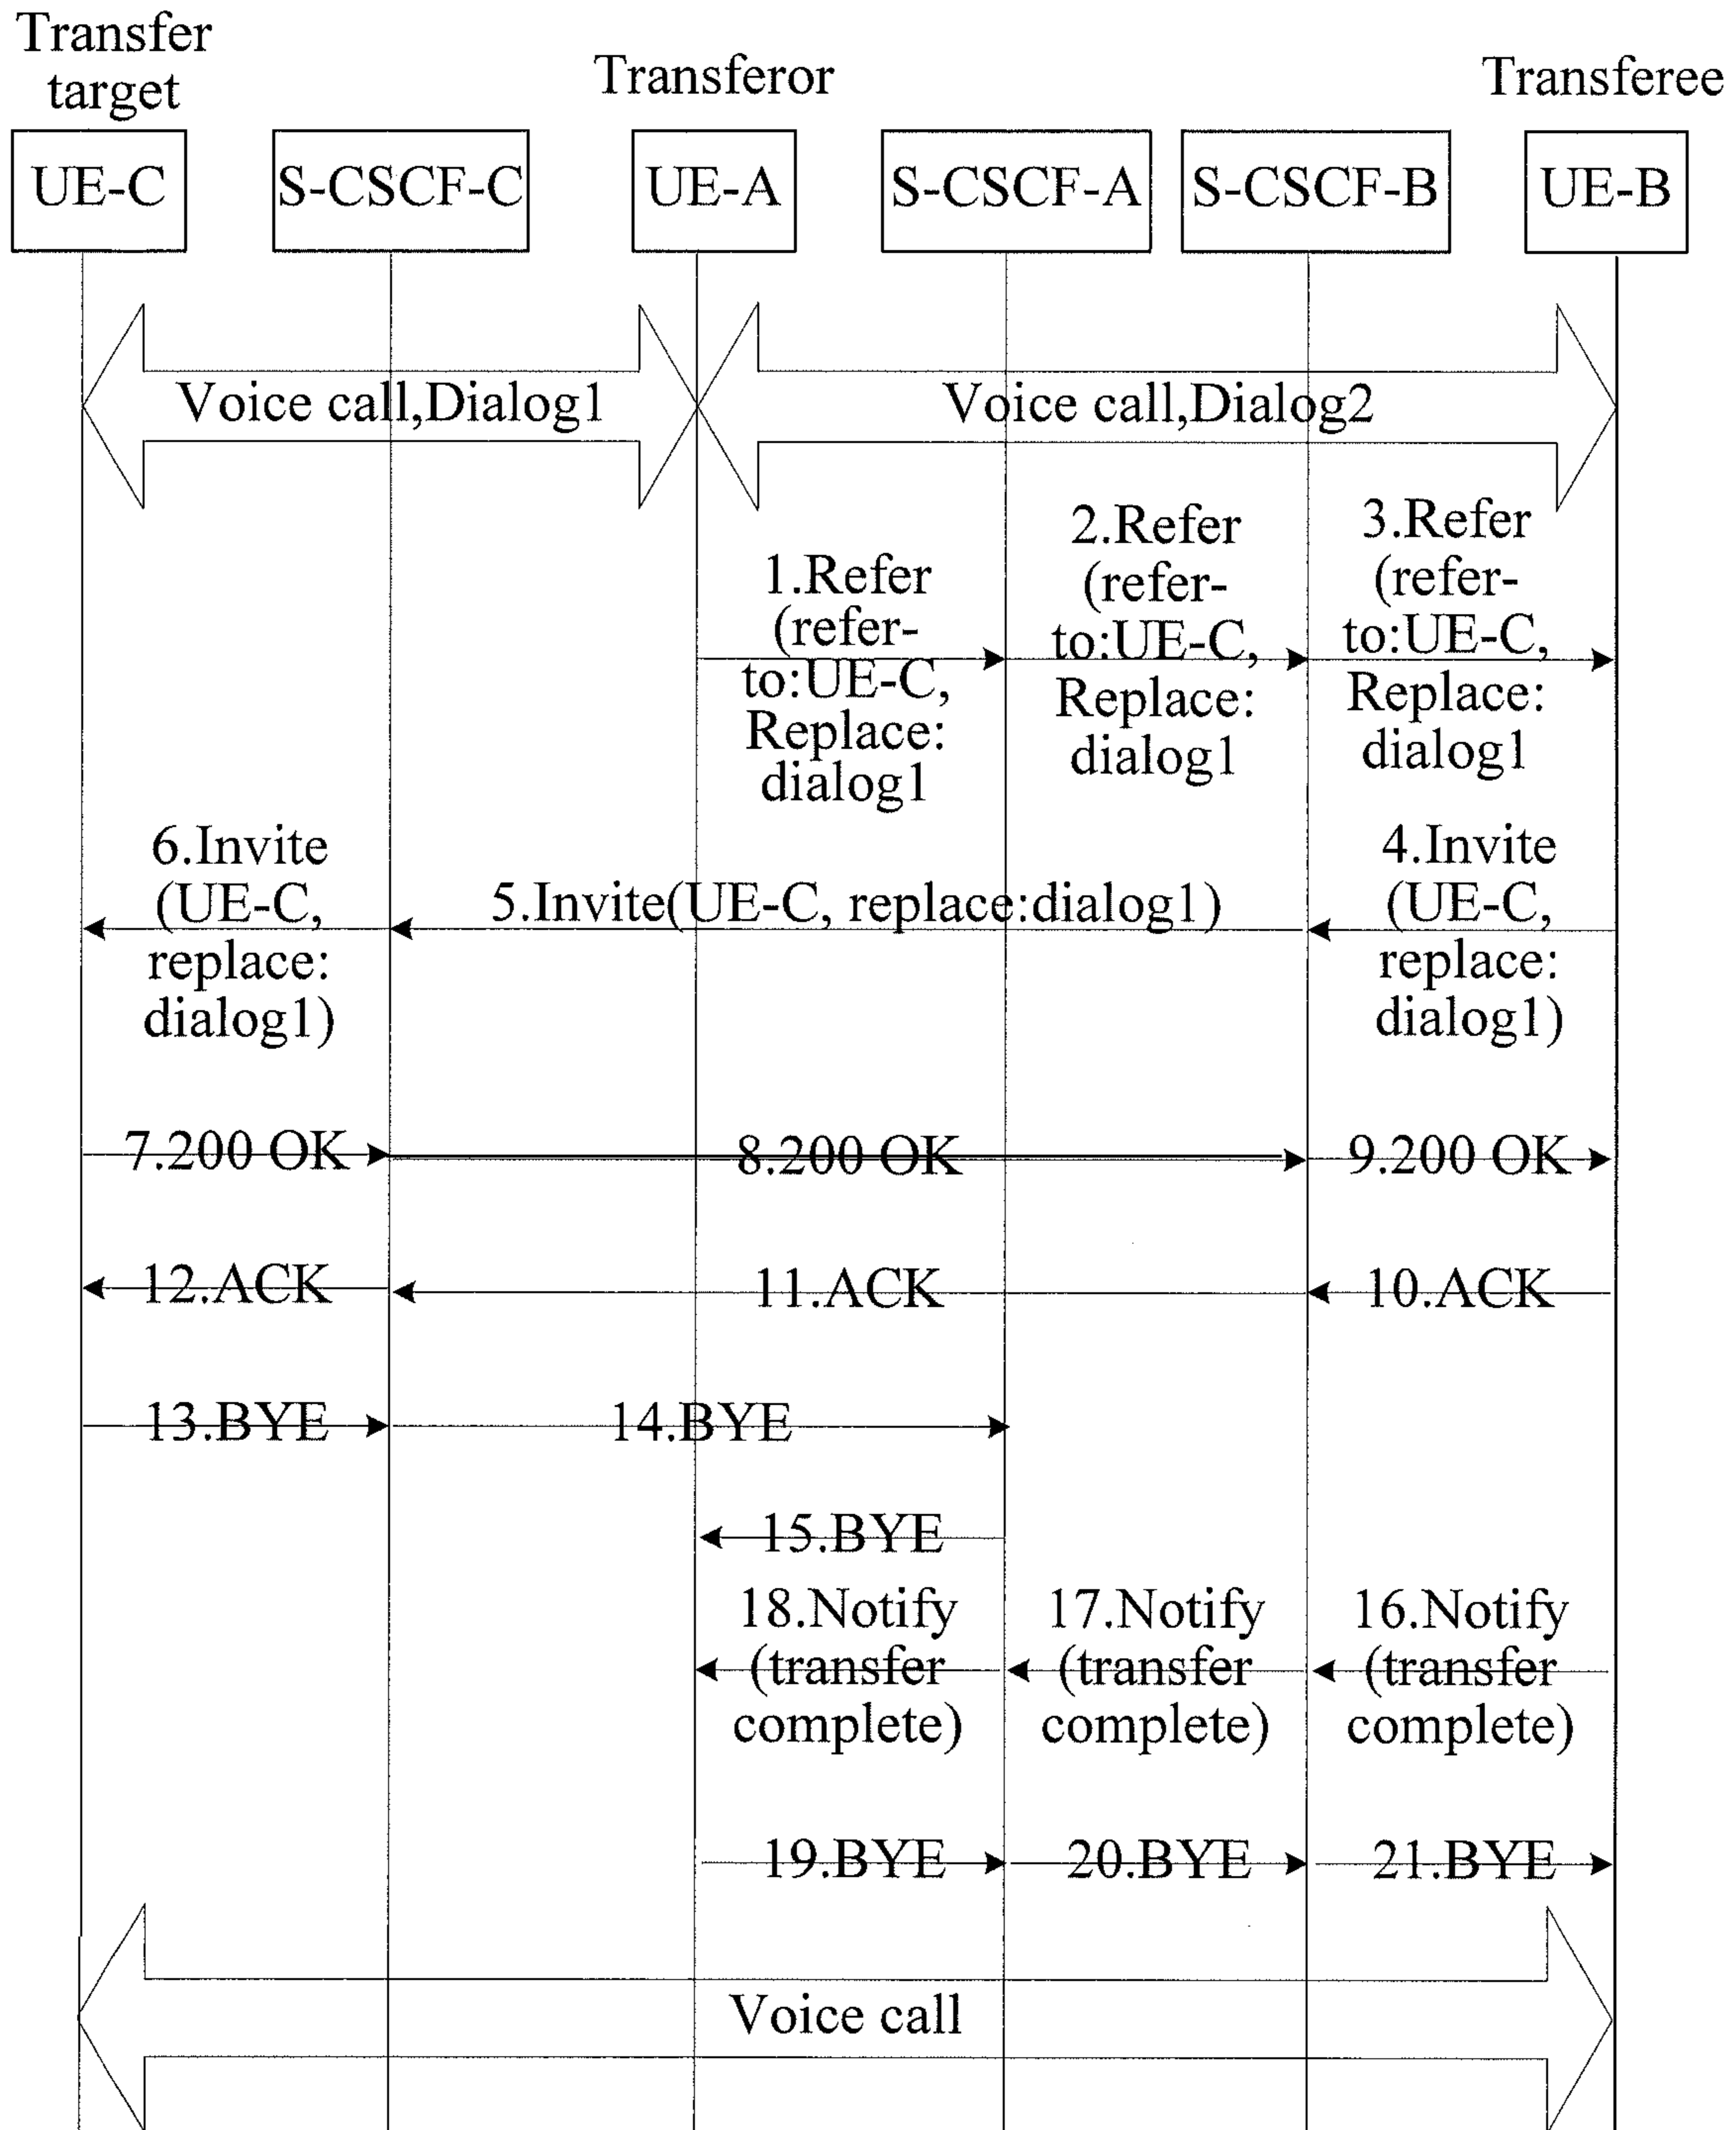 Transfer
target
Transferor
Transferee
UE-C
S-CSCF-C
UE-A
S-CSCF-A
S-CSCF-B
UE-B
Voice call,Dialog1
Voice call,Dialog2
1.Refer
(refer-
to:UE-C,
Replace:
dialog1
2.Refer
(refer-
to:UE-C,
Replace:
dialog1
3.Refer
(refer-
to:UE-C,
Replace:
dialog1
4.Invite
(UE-C,
replace:
dialog1)
5.Invite(UE-C, replace:dialog1)
6.Invite
(UE-C,
replace:
dialog1)
7.200 OK
8.200 OK
9.200 OK
12.ACK
11.ACK
10.ACK
13.BYE
14.BYE
15.BYE
18.Notify
(transfer
complete)
17.Notify
(transfer
complete)
16.Notify
(transfer
complete)
19.BYE
20.BYE
21.BYE
Voice call